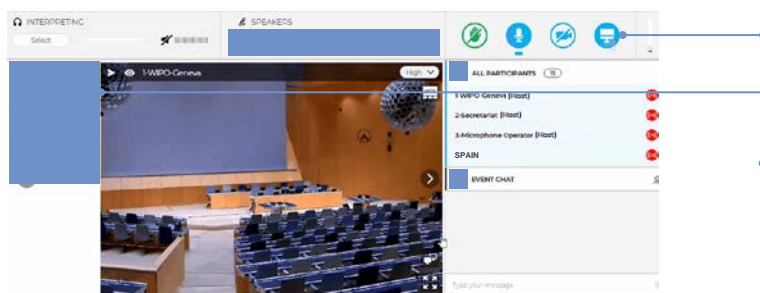 INTERPRETING
SPEAKERS
Select
ALL PARTICIPANTS 15
1-WIPO-Geneva
High
1-WIPO-Geneva (Host)
2-Secretariat (Host)
3-Microphone Operator (Host)
SPAIN
EVENT CHAT
Type your message